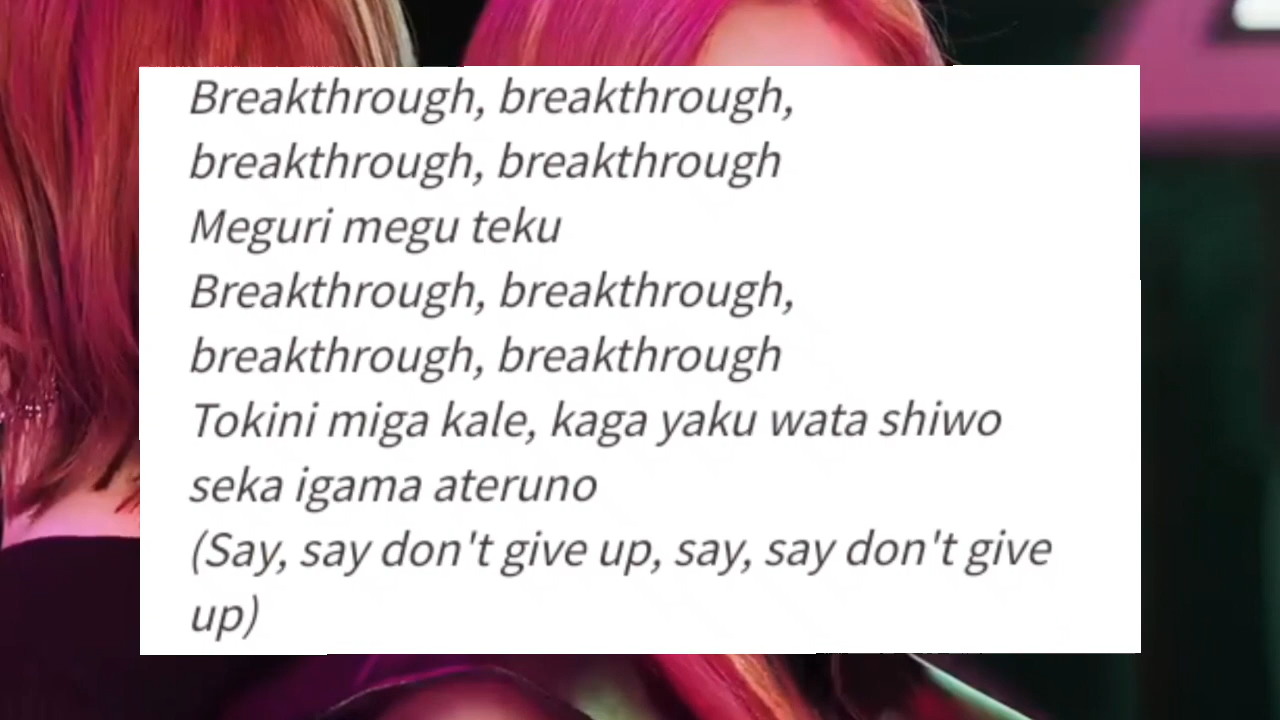 Breakthrough, breakthrough,
breakthrough, breakthrough
Meguri megu teku
Breakthrough, breakthrough,
breakthrough, breakthrough
Tokini miga kale, kaga yaku wata shiwo
seka igama ateruno
(Say, say don't give up, say, say don't give
up)